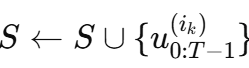 S ← S ∪ {u_{0:T−1}^{(i_k)}}